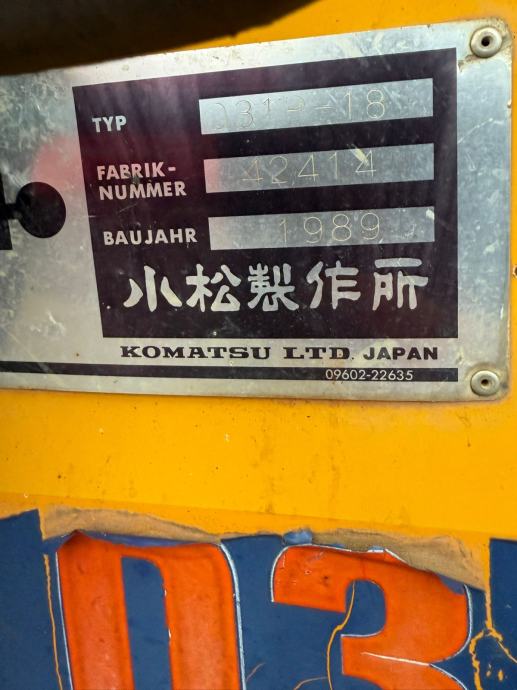 TYP D31P-18
FABRIK-
NUMMER 42414
BAUJAHR 1989
小松製作所
KOMATSU LTD. JAPAN
09602-22635
D3